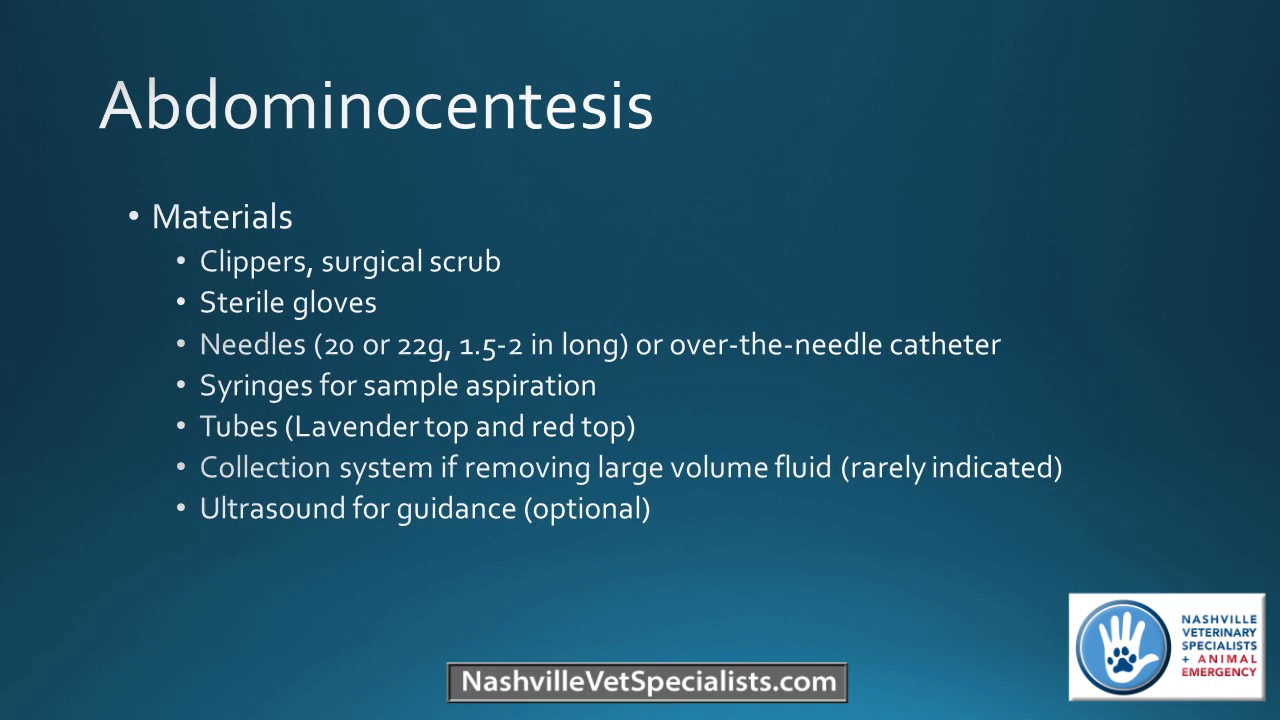 Abdominocentesis
• Materials
• Clippers, surgical scrub
• Sterile gloves
• Needles (20 or 22g, 1.5-2 in long) or over-the-needle catheter
• Syringes for sample aspiration
• Tubes (Lavender top and red top)
• Collection system if removing large volume fluid (rarely indicated)
• Ultrasound for guidance (optional)
NASHVILLE
VETERINARY
SPECIALISTS
+ ANIMAL
EMERGENCY
NashvilleVetSpecialists.com